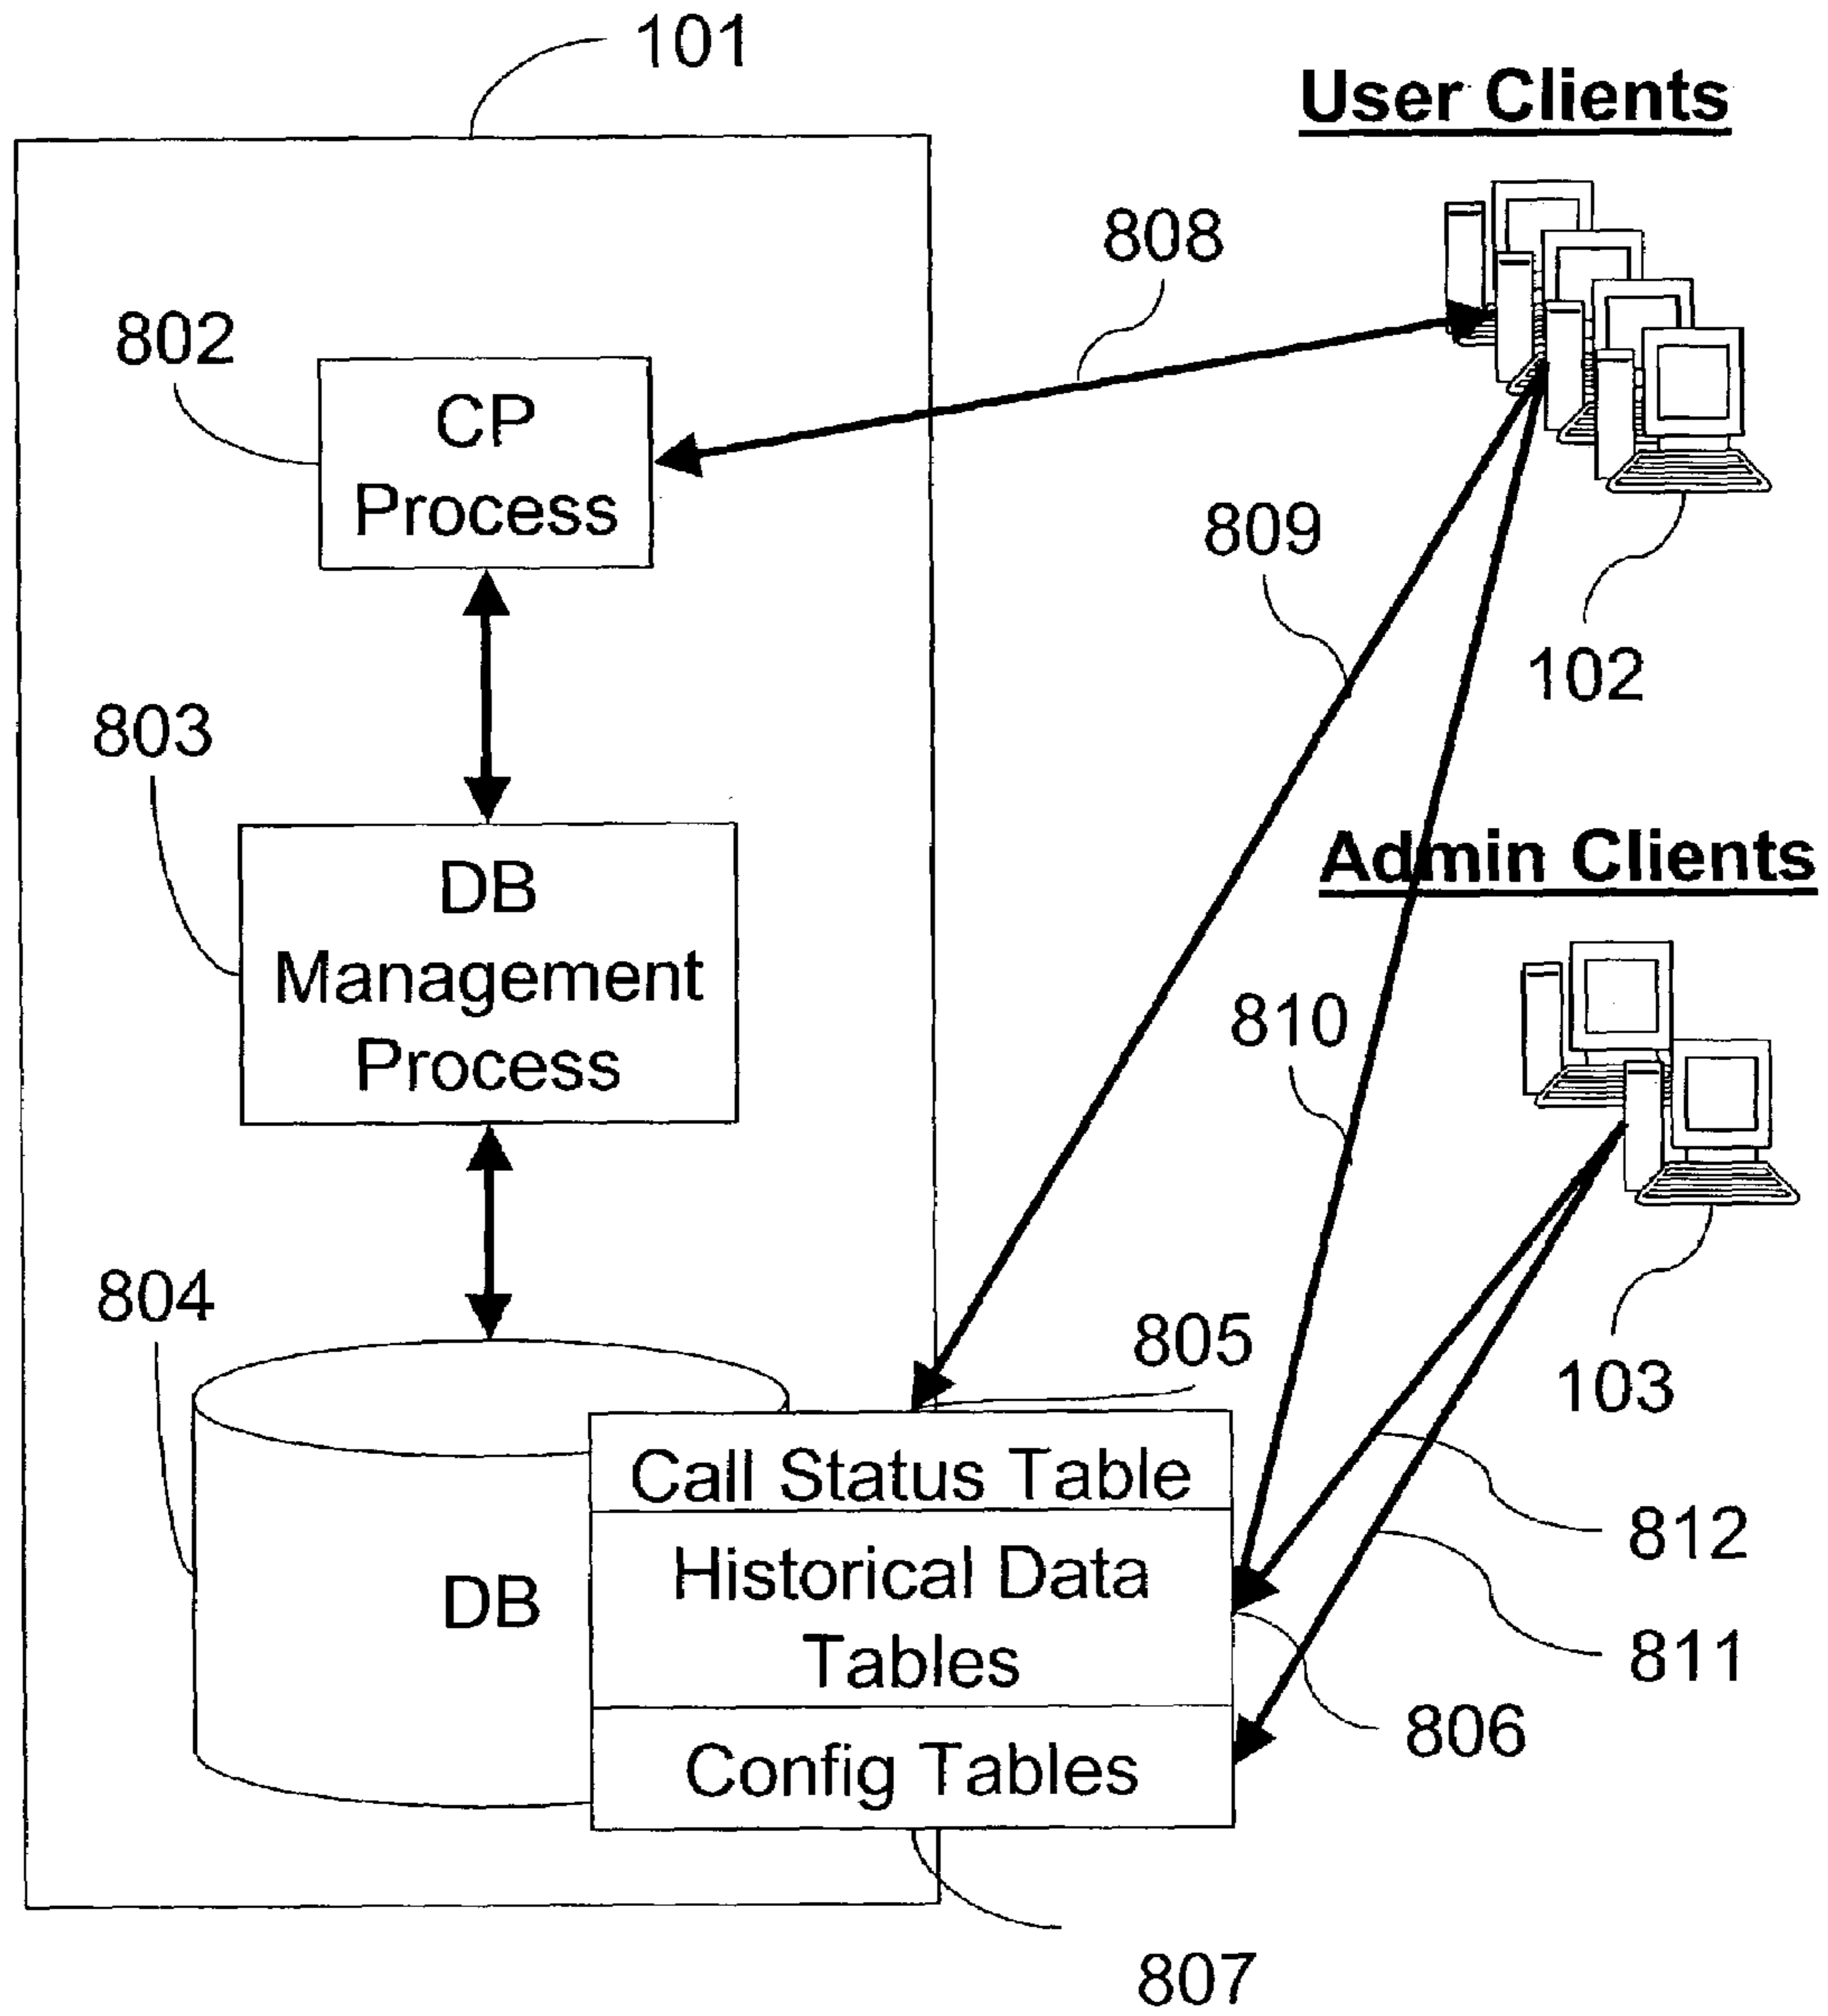 101
User Clients
808
802
CP
Process
809
102
803
DB
Management
Process
Admin Clients
810
804
805
103
Call Status Table
812
Historical Data
Tables
DB
811
806
Config Tables
807